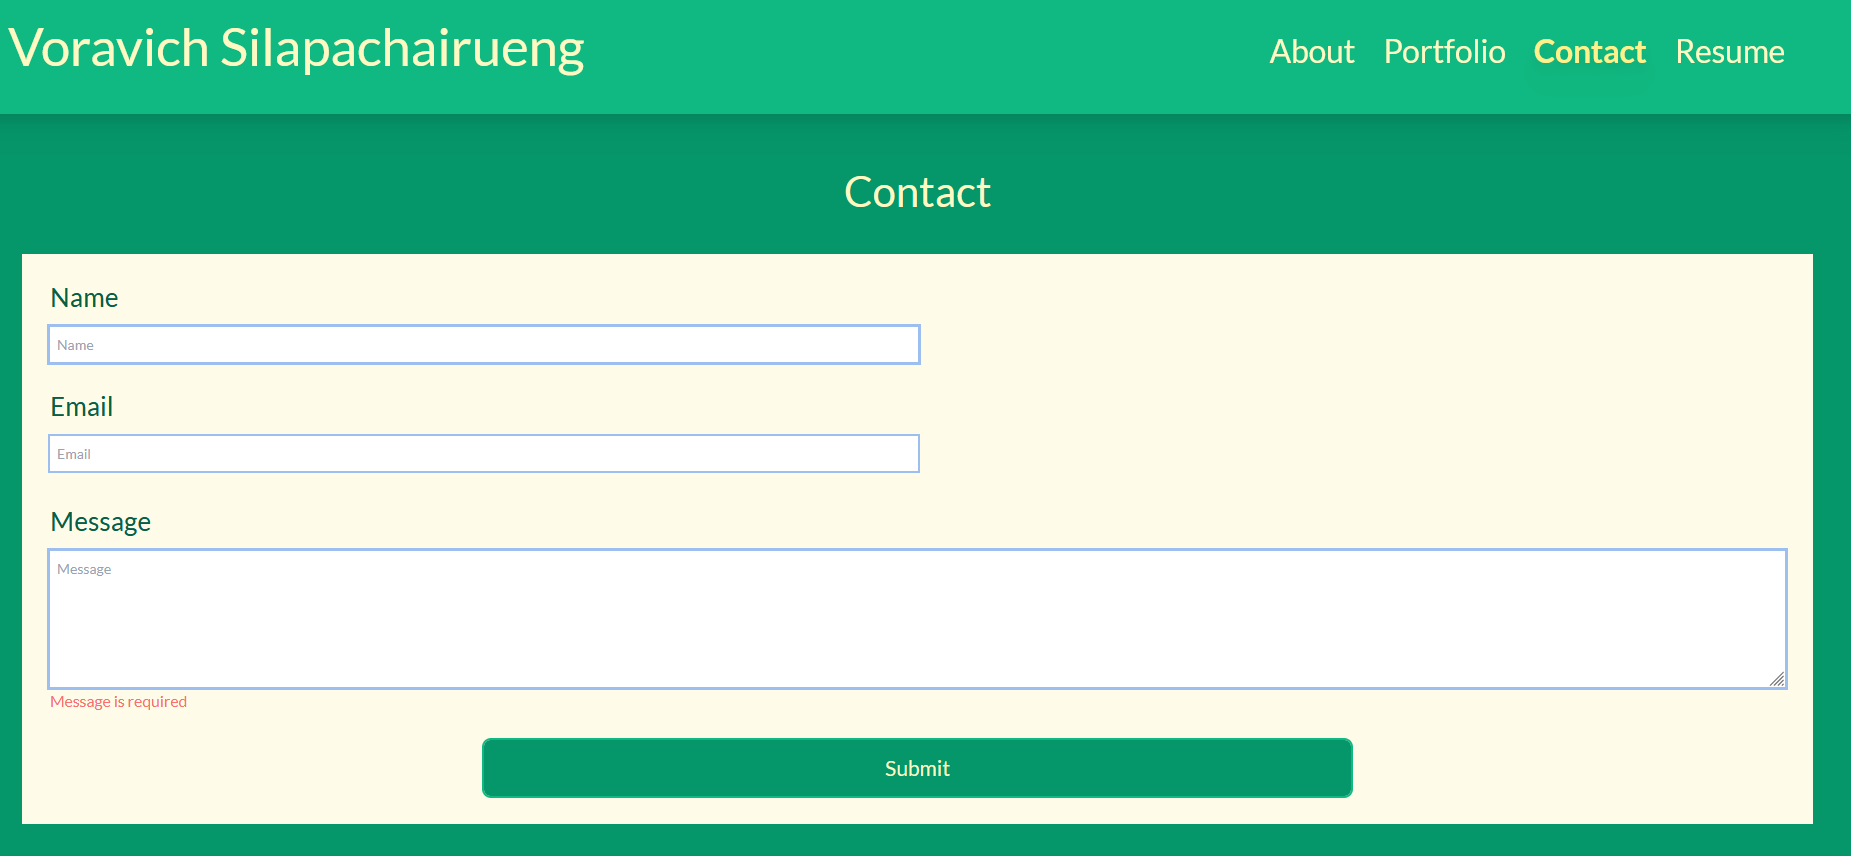 Voravich Silapachairueng
About Portfolio Contact Resume
Contact
Name
Name
Email
Email
Message
Message
Message is required
Submit